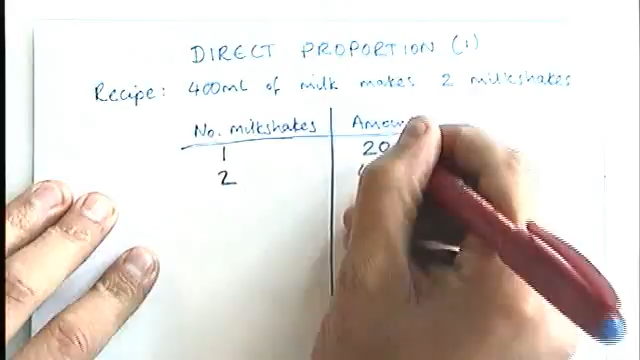 DIRECT PROPORTION (1)
Recipe: 400mL of milk makes 2 milkshakes
No. milkshakes
1
2